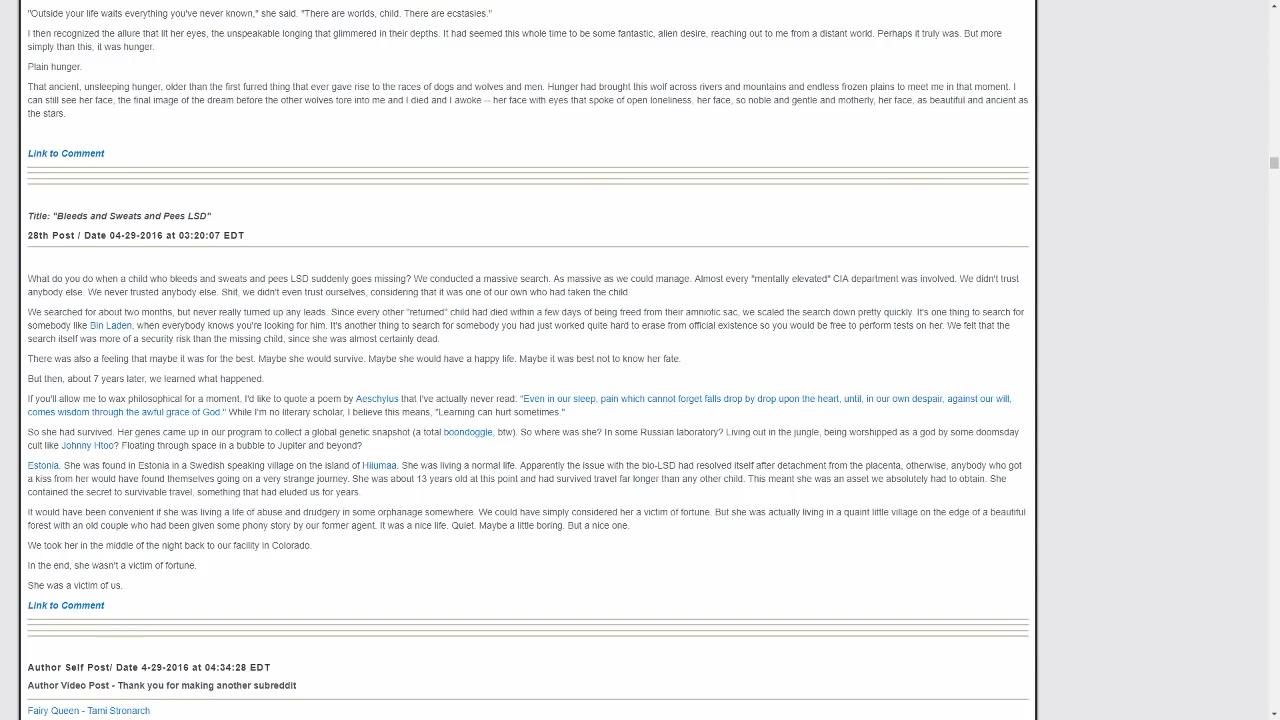 "Outside your life waits everything you've never known," she said. "There are worlds, child. There are ecstasies."
I then recognized the allure that lit her eyes, the unspeakable longing that glimmered in their depths. It had seemed this whole time to be some fantastic, alien desire, reaching out to me from a distant world. Perhaps it truly was. But more
simply than this, it was hunger.
Plain hunger.
That ancient, unsleeping hunger, older than the first furred thing that ever gave rise to the races of dogs and wolves and men. Hunger had brought this wolf across rivers and mountains and endless frozen plains to meet me in that moment. I
can still see her face, the final image of the dream before the other wolves tore into me and I died and I awoke -- her face with eyes that spoke of open loneliness, her face, so noble and gentle and motherly, her face, as beautiful and ancient as
the stars.
Link to Comment
Title: "Bleeds and Sweats and Pees LSD"
28th Post / Date 04-29-2016 at 03:20:07 EDT
What do you do when a child who bleeds and sweats and pees LSD suddenly goes missing? We conducted a massive search. As massive as we could manage. Almost every "mentally elevated" CIA department was involved. We didn't trust
anybody else. We never trusted anybody else. Shit, we didn't even trust ourselves, considering that it was one of our own who had taken the child.
We searched for about two months, but never really turned up any leads. Since every other "returned" child had died within a few days of being freed from their amniotic sac, we scaled the search down pretty quickly. It's one thing to search for
somebody like Bin Laden, when everybody knows you're looking for him. It's another thing to search for somebody you had just worked quite hard to erase from official existence so you would be free to perform tests on her. We felt that the
search itself was more of a security risk than the missing child, since she was almost certainly dead.
There was also a feeling that maybe it was for the best. Maybe she would survive. Maybe she would have a happy life. Maybe it was best not to know her fate.
But then, about 7 years later, we learned what happened.
If you'll allow me to wax philosophical for a moment, I'd like to quote a poem by Aeschylus that I've actually never read: "Even in our sleep, pain which cannot forget falls drop by drop upon the heart, until, in our own despair, against our will,
comes wisdom through the awful grace of God." While I'm no literary scholar, I believe this means, "Learning can hurt sometimes."
So she had survived. Her genes came up in our program to collect a global genetic snapshot (a total boondoggle, btw). So where was she? In some Russian laboratory? Living out in the jungle, being worshipped as a god by some doomsday
cult like Johnny Htoo? Floating through space in a bubble to Jupiter and beyond?
Estonia. She was found in Estonia in a Swedish speaking village on the island of Hiiumaa. She was living a normal life. Apparently the issue with the bio-LSD had resolved itself after detachment from the placenta, otherwise, anybody who got
a kiss from her would have found themselves going on a very strange journey. She was about 13 years old at this point and had survived travel far longer than any other child. This meant she was an asset we absolutely had to obtain. She
contained the secret to survivable travel, something that had eluded us for years.
It would have been convenient if she was living a life of abuse and drudgery in some orphanage somewhere. We could have simply considered her a victim of fortune. But she was actually living in a quaint little village on the edge of a beautiful
forest with an old couple who had been given some phony story by our former agent. It was a nice life. Quiet. Maybe a little boring. But a nice one.
We took her in the middle of the night back to our facility in Colorado.
In the end, she wasn't a victim of fortune.
She was a victim of us.
Link to Comment
Author Self Post/ Date 4-29-2016 at 04:34:28 EDT
Author Video Post - Thank you for making another subreddit
Fairy Queen - Tami Stronarch